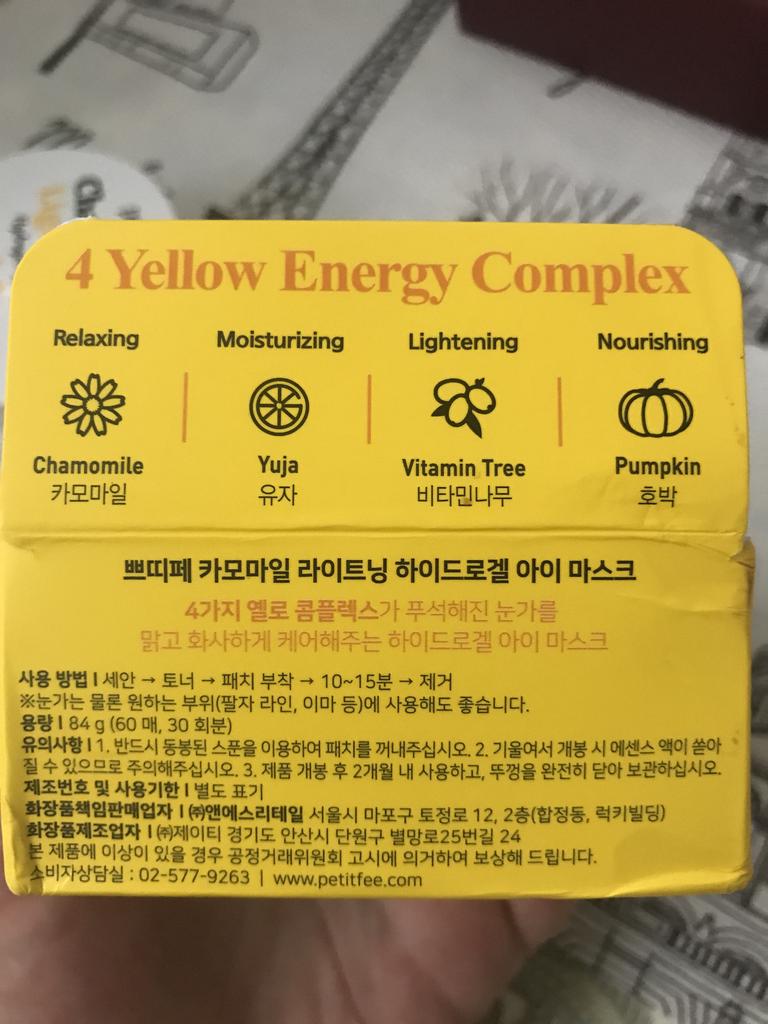 4 Yellow Energy Complex
Relaxing Moisturizing Lightening Nourishing
Chamomile Yuja Vitamin Tree Pumpkin
카모마일 유자 비타민나무 호박
쁘띠페 카모마일 라이트닝 하이드로겔 아이 마스크
4가지 옐로 콤플렉스가 푸석해진 눈가를
맑고 화사하게 케어해주는 하이드로겔 아이 마스크
사용 방법 | 세안 → 토너 → 패치 부착 → 10~15분 → 제거
※눈가는 물론 원하는 부위(팔자 라인, 이마 등)에 사용해도 좋습니다.
용량 | 84 g (60 매, 30 회분)
유의사항 | 1. 반드시 동봉된 스푼을 이용하여 패치를 꺼내주십시오. 2. 기울여서 개봉 시 에센스 액이 쏟아
질 수 있으므로 주의해주십시오. 3. 제품 개봉 후 2개월 내 사용하고, 뚜껑을 완전히 닫아 보관하십시오.
제조번호 및 사용기한 | 별도 표기
화장품책임판매업자 | ㈜앤에스리테일 서울시 마포구 토정로 12, 2층(합정동, 럭키빌딩)
화장품제조업자 | ㈜제이티 경기도 안산시 단원구 별망로25번길 24
본 제품에 이상이 있을 경우 공정거래위원회 고시에 의거하여 보상해 드립니다.
소비자상담실 : 02-577-9263 | www.petitfee.com